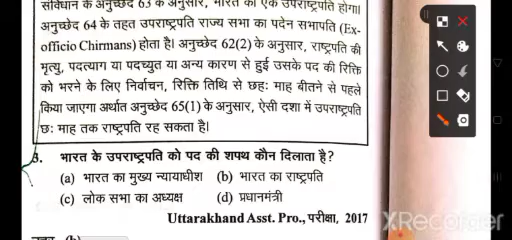 संविधान के अनुच्छेद 63 के अनुसार, भारत का एक उपराष्ट्रपति होगा।
अनुच्छेद 64 के तहत उपराष्ट्रपति राज्य सभा का पदेन सभापति (Ex-
officio Chirmans) होता है। अनुच्छेद 62(2) के अनुसार, राष्ट्रपति की
मृत्यु, पदत्याग या पदच्युत या अन्य कारण से हुई उसके पद की रिक्ति
को भरने के लिए निर्वाचन, रिक्ति तिथि से छह: माह बीतने से पहले
किया जाएगा अर्थात अनुच्छेद 65(1) के अनुसार, ऐसी दशा में उपराष्ट्रपति
छ: माह तक राष्ट्रपति रह सकता है।
3. भारत के उपराष्ट्रपति को पद की शपथ कौन दिलाता है?
(a) भारत का मुख्य न्यायाधीश (b) भारत का राष्ट्रपति
(c) लोक सभा का अध्यक्ष (d) प्रधानमंत्री
Uttarakhand Asst. Pro., परीक्षा, 2017
XRecorder
उत्तर–(b)